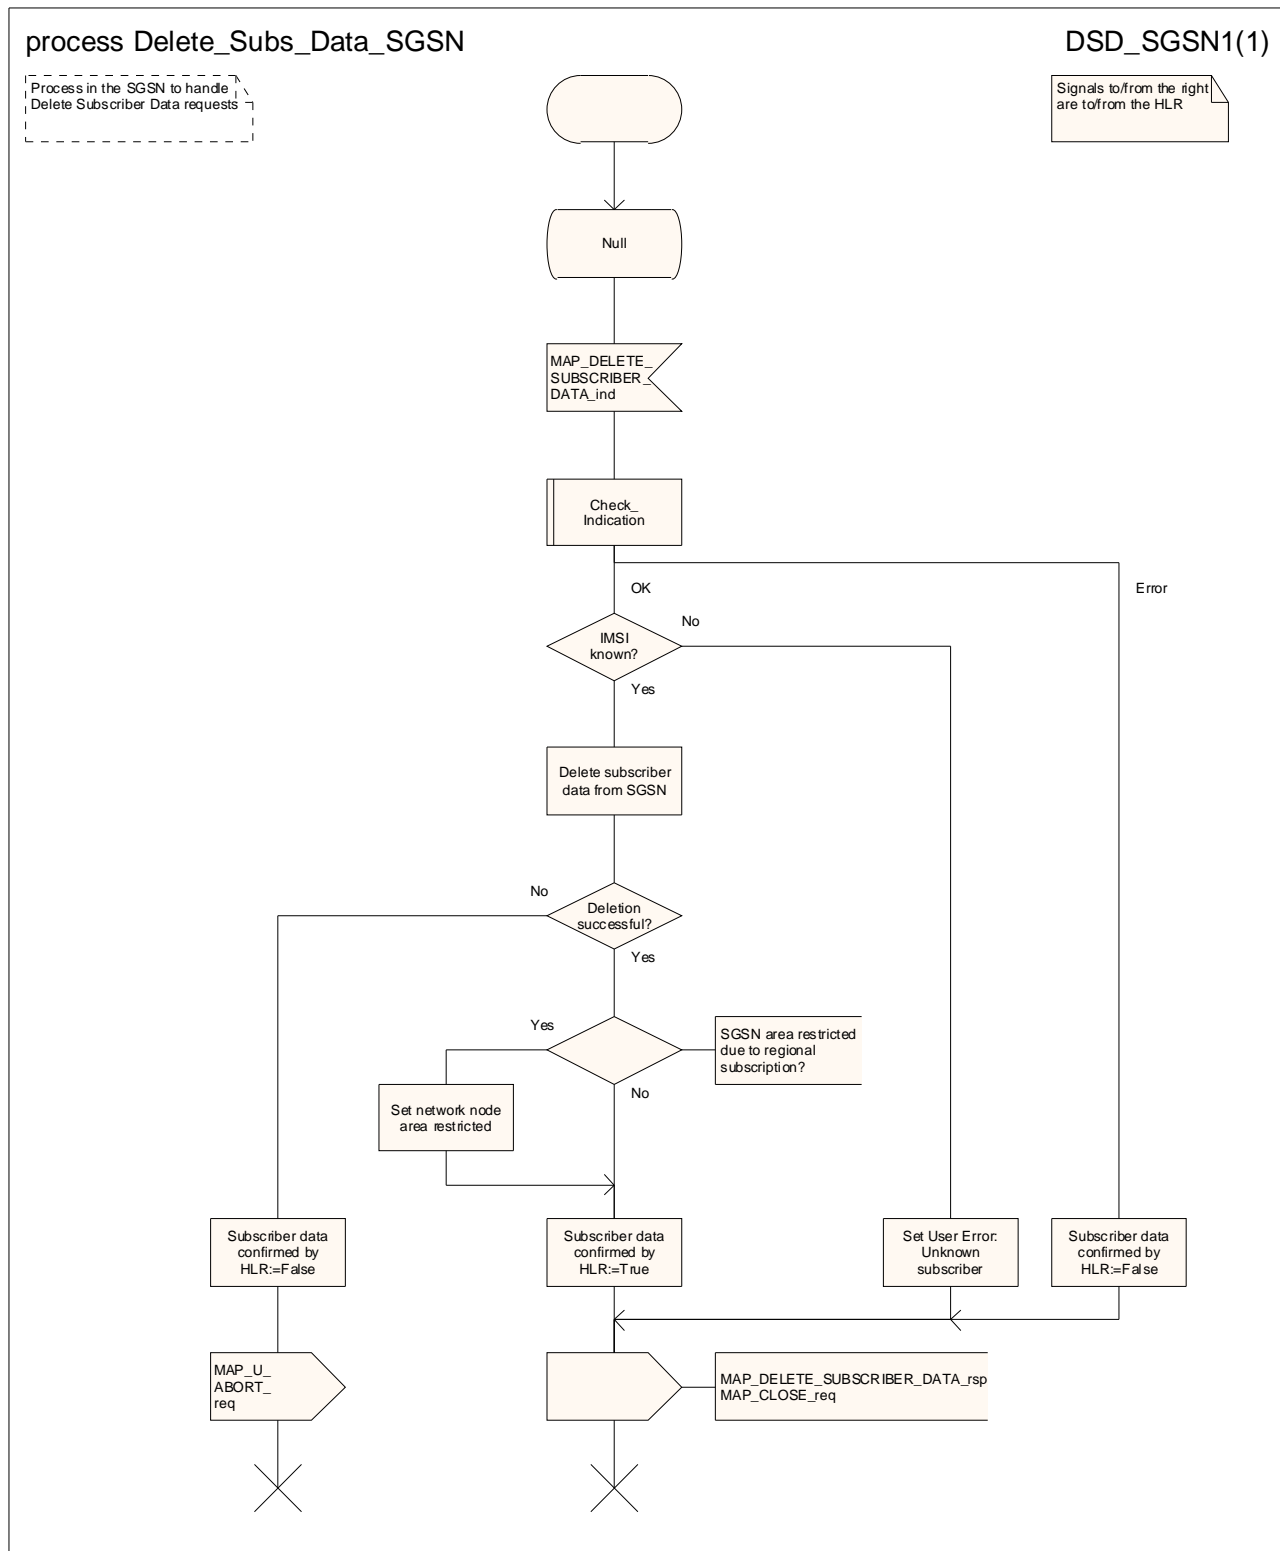 process Delete_Subs_Data_SGSN
DSD_SGSN1(1)
Process in the SGSN to handle
Delete Subscriber Data requests
Signals to/from the right
are to/from the HLR
Null
MAP_DELETE_
SUBSCRIBER_
DATA_ind
Check_
Indication
OK
Error
IMSI
known?
No
Yes
Delete subscriber
data from SGSN
Deletion
successful?
No
Yes
Yes
SGSN area restricted
due to regional
subscription?
No
Set network node
area restricted
Subscriber data
confirmed by
HLR:=False
Subscriber data
confirmed by
HLR:=True
Set User Error:
Unknown
subscriber
Subscriber data
confirmed by
HLR:=False
MAP_U_
ABORT_
req
MAP_DELETE_SUBSCRIBER_DATA_rsp
MAP_CLOSE_req